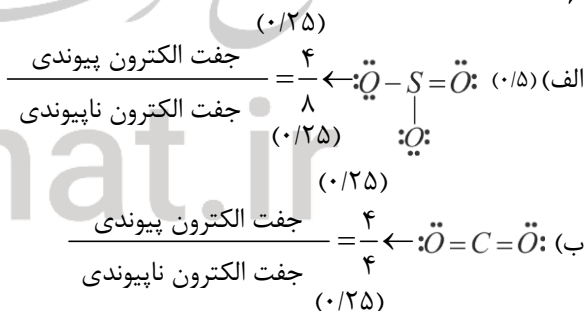 (۰/۲۵)
الف) (۰/۵) :Ö – S = Ö: ← ۴/۸ = جفت الکترون پیوندی / جفت الکترون ناپیوندی
|
:Ö:
(۰/۲۵)
(۰/۲۵)
ب) :Ö = C = Ö: ← ۴/۴ = جفت الکترون پیوندی / جفت الکترون ناپیوندی
(۰/۲۵)